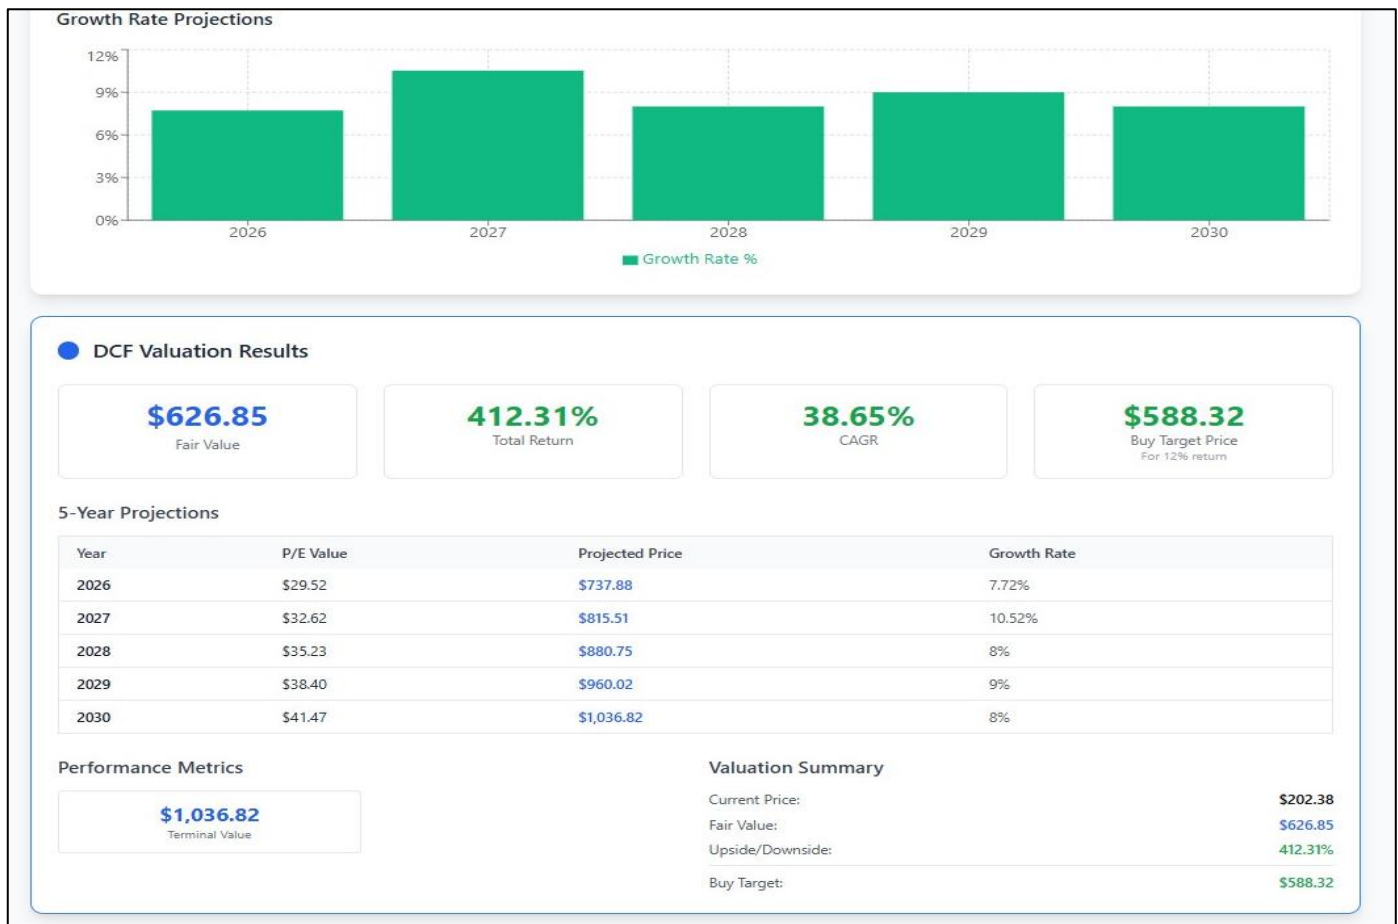 Growth Rate Projections
12%
9%
6%
3%
0%
2026 2027 2028 2029 2030
Growth Rate %
DCF Valuation Results
$626.85 412.31% 38.65% $588.32
Fair Value Total Return CAGR Buy Target Price
For 12% return
5-Year Projections
Year P/E Value Projected Price Growth Rate
2026 $29.52 $737.88 7.72%
2027 $32.62 $815.51 10.52%
2028 $35.23 $880.75 8%
2029 $38.40 $960.02 9%
2030 $41.47 $1,036.82 8%
Performance Metrics
$1,036.82
Terminal Value
Valuation Summary
Current Price: $202.38
Fair Value: $626.85
Upside/Downside: 412.31%
Buy Target: $588.32